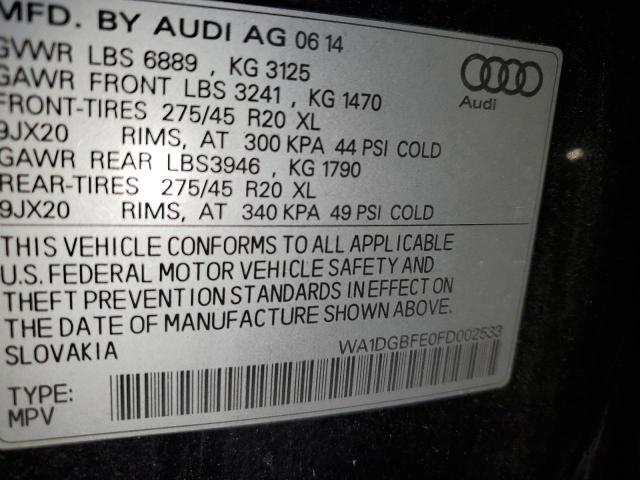 MFD. BY AUDI AG 06 14
GVWR LBS 6889 , KG 3125
GAWR FRONT LBS 3241 , KG 1470
FRONT-TIRES 275/45 R20 XL
9JX20 RIMS, AT 300 KPA 44 PSI COLD
GAWR REAR LBS3946 , KG 1790
REAR-TIRES 275/45 R20 XL
9JX20 RIMS, AT 340 KPA 49 PSI COLD
Audi
THIS VEHICLE CONFORMS TO ALL APPLICABLE
U.S. FEDERAL MOTOR VEHICLE SAFETY AND
THEFT PREVENTION STANDARDS IN EFFECT ON
THE DATE OF MANUFACTURE SHOWN ABOVE.
SLOVAKIA WA1DGBFE0FD002533
TYPE:
MPV